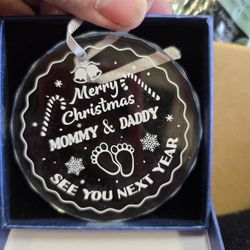 Merry
Christmas
MOMMY & DADDY
SEE YOU NEXT YEAR